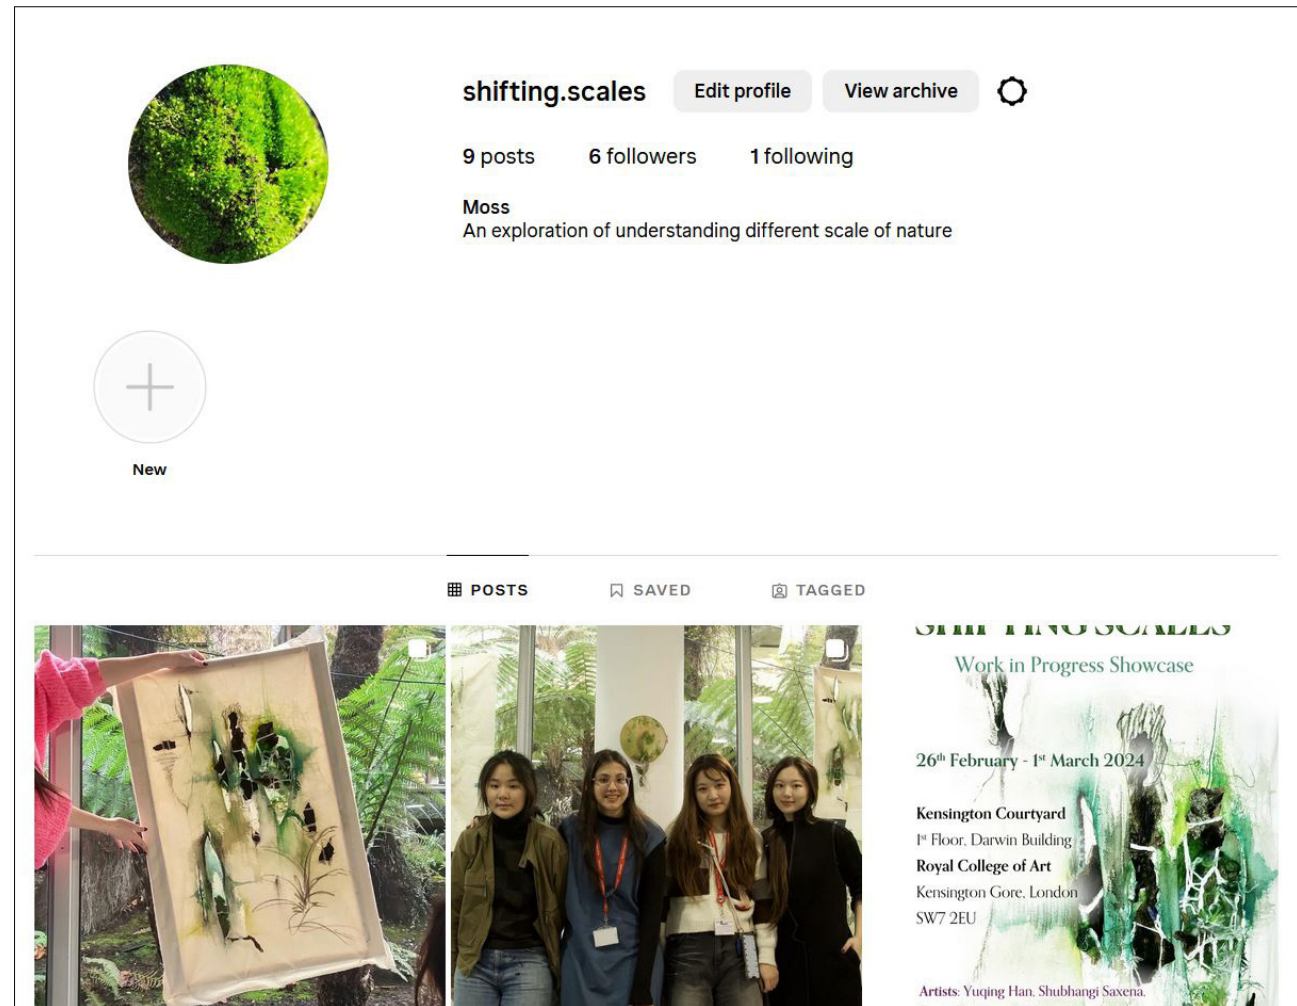 shifting.scales
Edit profile
View archive
9 posts
6 followers
1 following
Moss
An exploration of understanding different scale of nature
New
POSTS
SAVED
TAGGED
SHIFTING SCALES
Work in Progress Showcase
26th February - 1st March 2024
Kensington Courtyard
1st Floor, Darwin Building
Royal College of Art
Kensington Gore, London
SW7 2EU
Artists: Yuqing Han, Shubhangi Saxena,